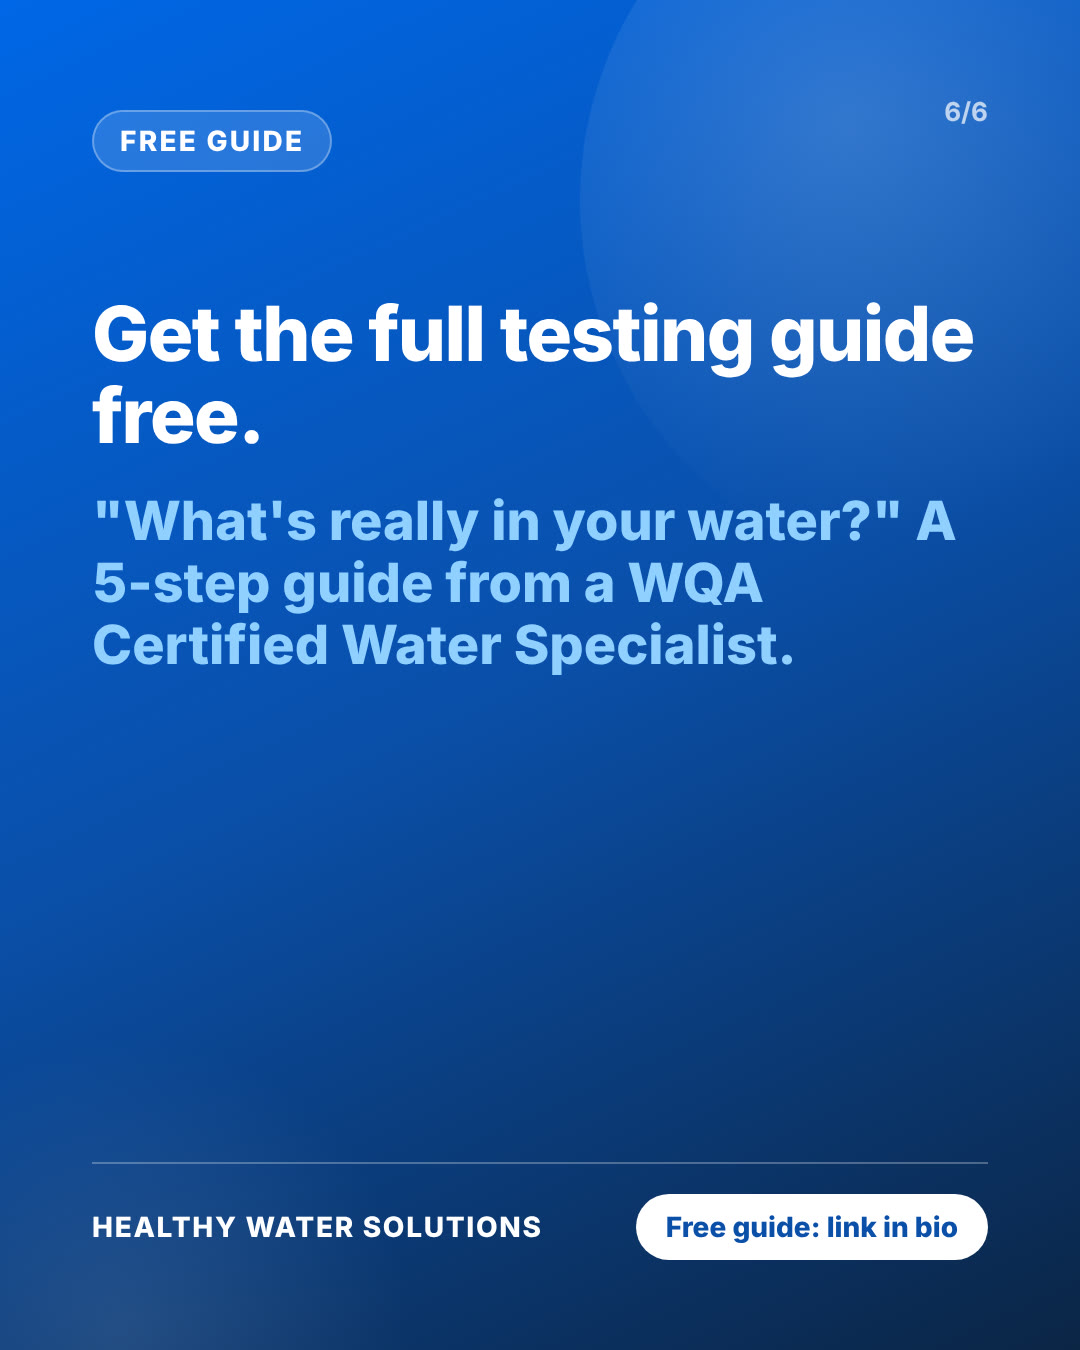 FREE GUIDE
6/6
Get the full testing guide
free.
"What's really in your water?" A
5-step guide from a WQA
Certified Water Specialist.
HEALTHY WATER SOLUTIONS
Free guide: link in bio